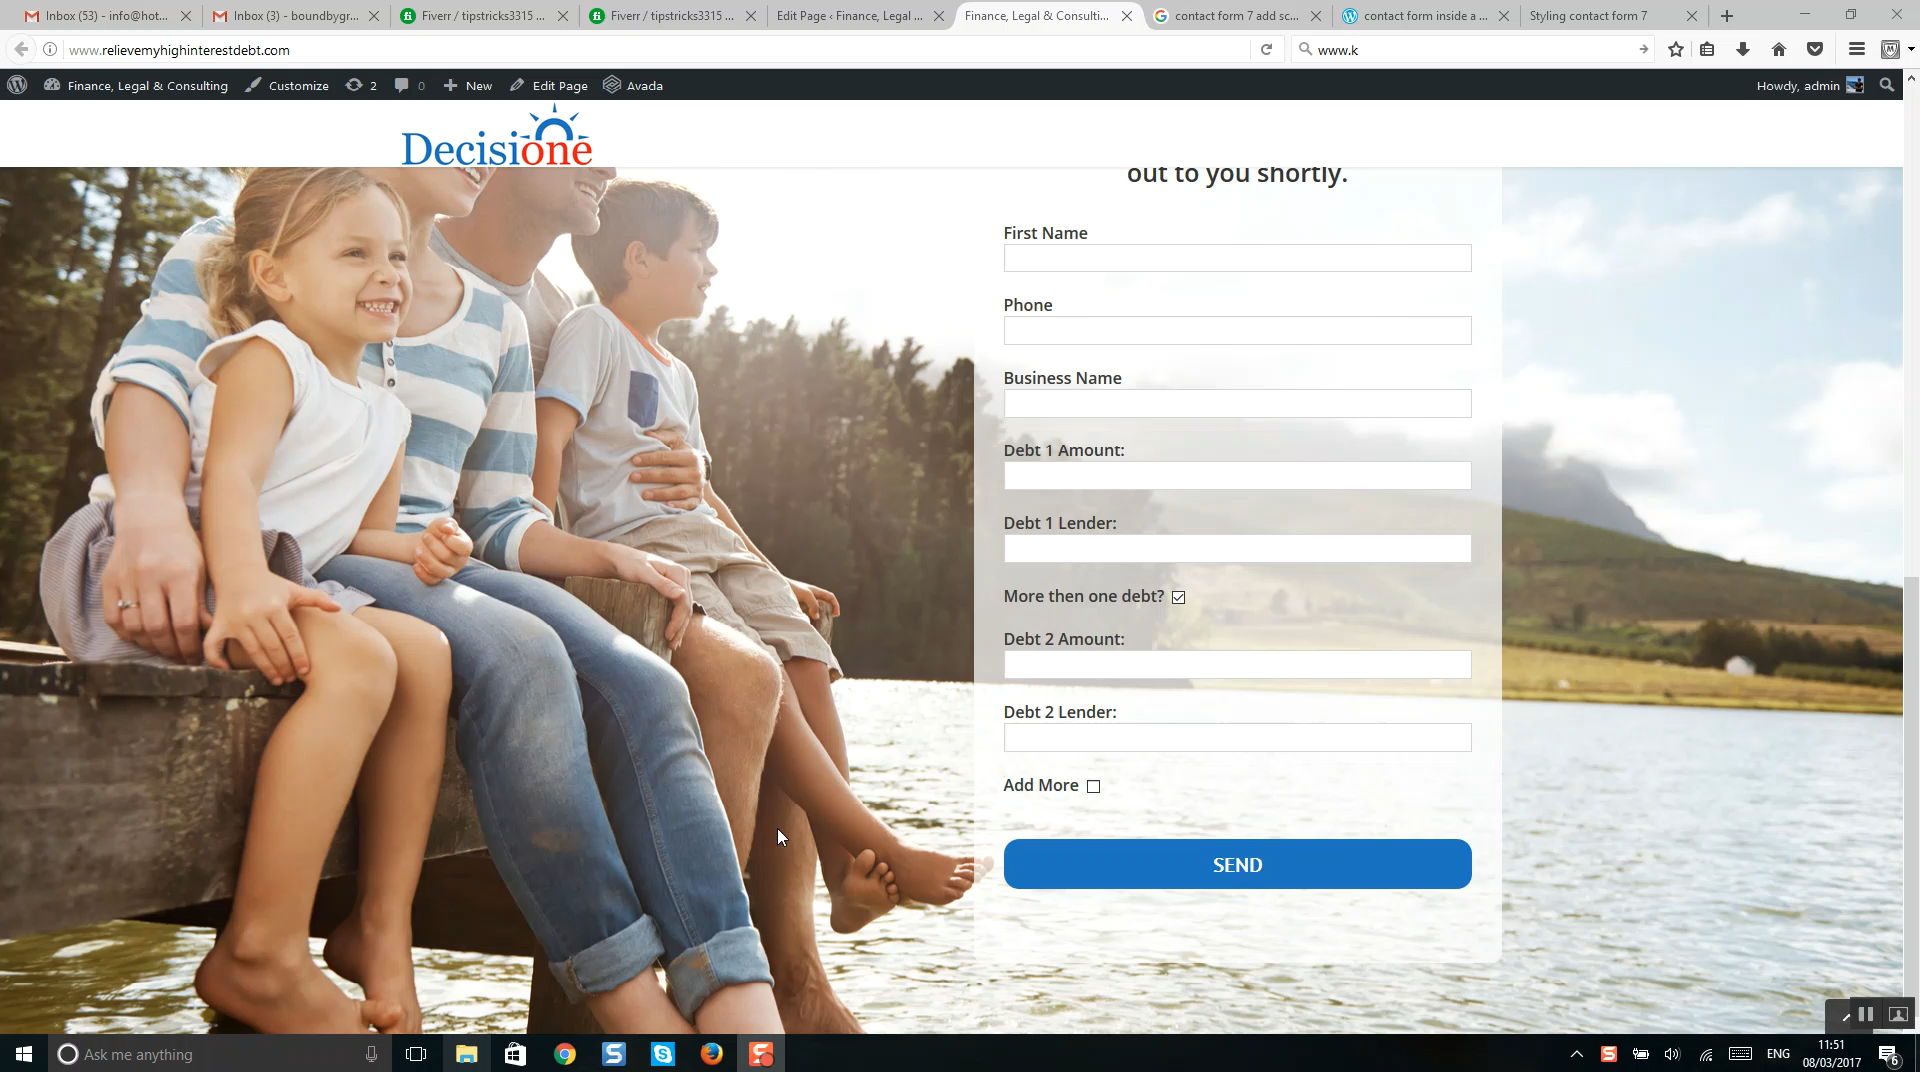 Inbox (53) - info@hot...
Inbox (3) - boundbygr...
Fiverr / tipstricks3315 ...
Fiverr / tipstricks3315 ...
Edit Page ‹ Finance, Legal ...
Finance, Legal & Consulti...
contact form 7 add sc...
contact form inside a ...
Styling contact form 7
www.relievemyhighinterestdebt.com
www.k
Finance, Legal & Consulting
Customize
2
0
New
Edit Page
Avada
Howdy, admin
Decisione
out to you shortly.
First Name
Phone
Business Name
Debt 1 Amount:
Debt 1 Lender:
More then one debt?
Debt 2 Amount:
Debt 2 Lender:
Add More
SEND
Ask me anything
ENG
11:51
08/03/2017
6